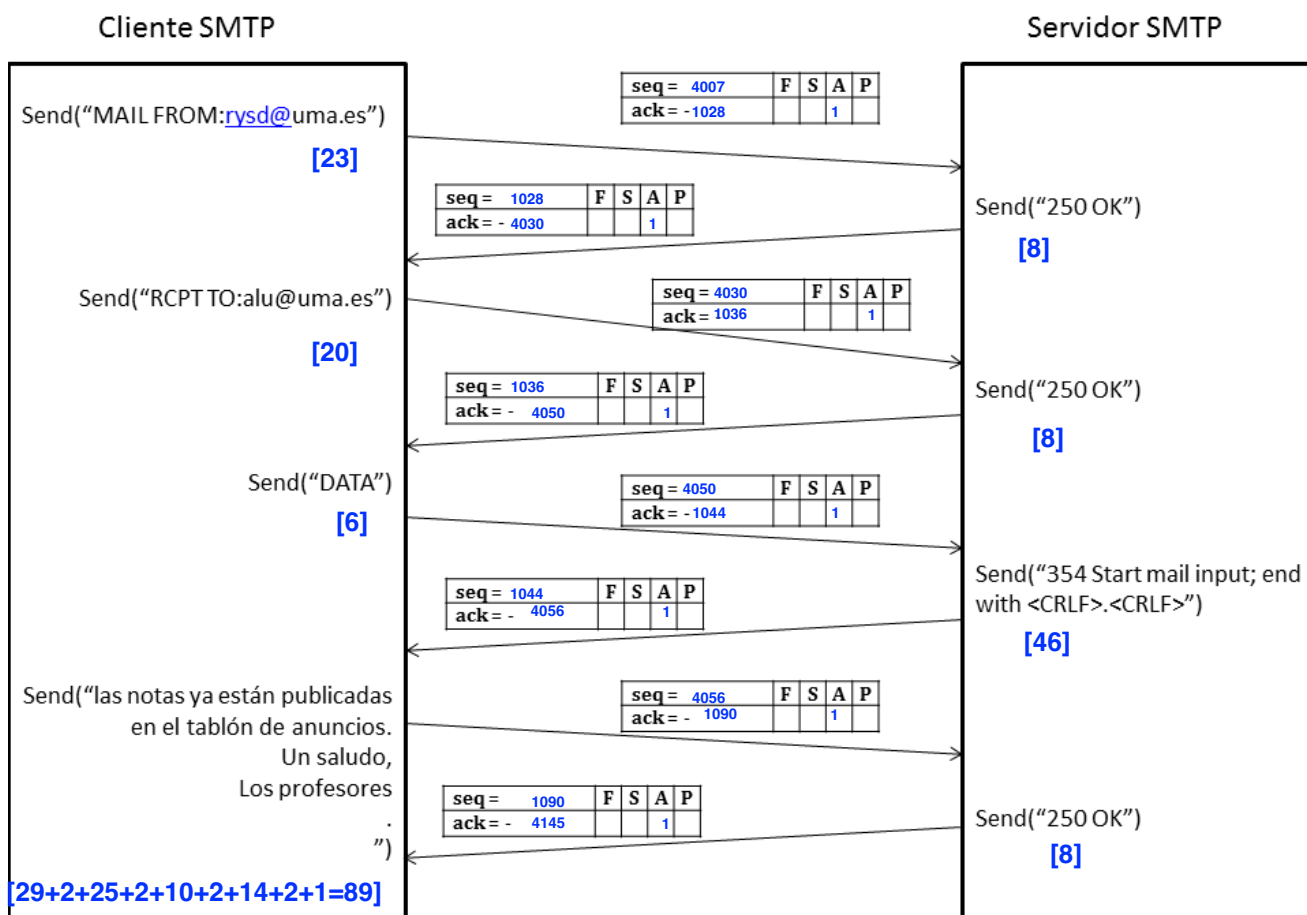 Cliente SMTP
Servidor SMTP
Send(“MAIL FROM:rysd@uma.es”)
[23]
seq = 4007 F S A P
ack = - 1028 1
seq = 1028 F S A P
ack = - 4030 1
Send(“250 OK”)
[8]
Send(“RCPT TO:alu@uma.es”)
[20]
seq = 4030 F S A P
ack = 1036 1
seq = 1036 F S A P
ack = - 4050 1
Send(“250 OK”)
[8]
Send(“DATA”)
[6]
seq = 4050 F S A P
ack = - 1044 1
seq = 1044 F S A P
ack = - 4056 1
Send(“354 Start mail input; end
with <CRLF>.<CRLF>”)
[46]
Send(“las notas ya están publicadas
en el tablón de anuncios.
Un saludo,
Los profesores
.
”)
[29+2+25+2+10+2+14+2+1=89]
seq = 4056 F S A P
ack = - 1090 1
seq = 1090 F S A P
ack = - 4145 1
Send(“250 OK”)
[8]